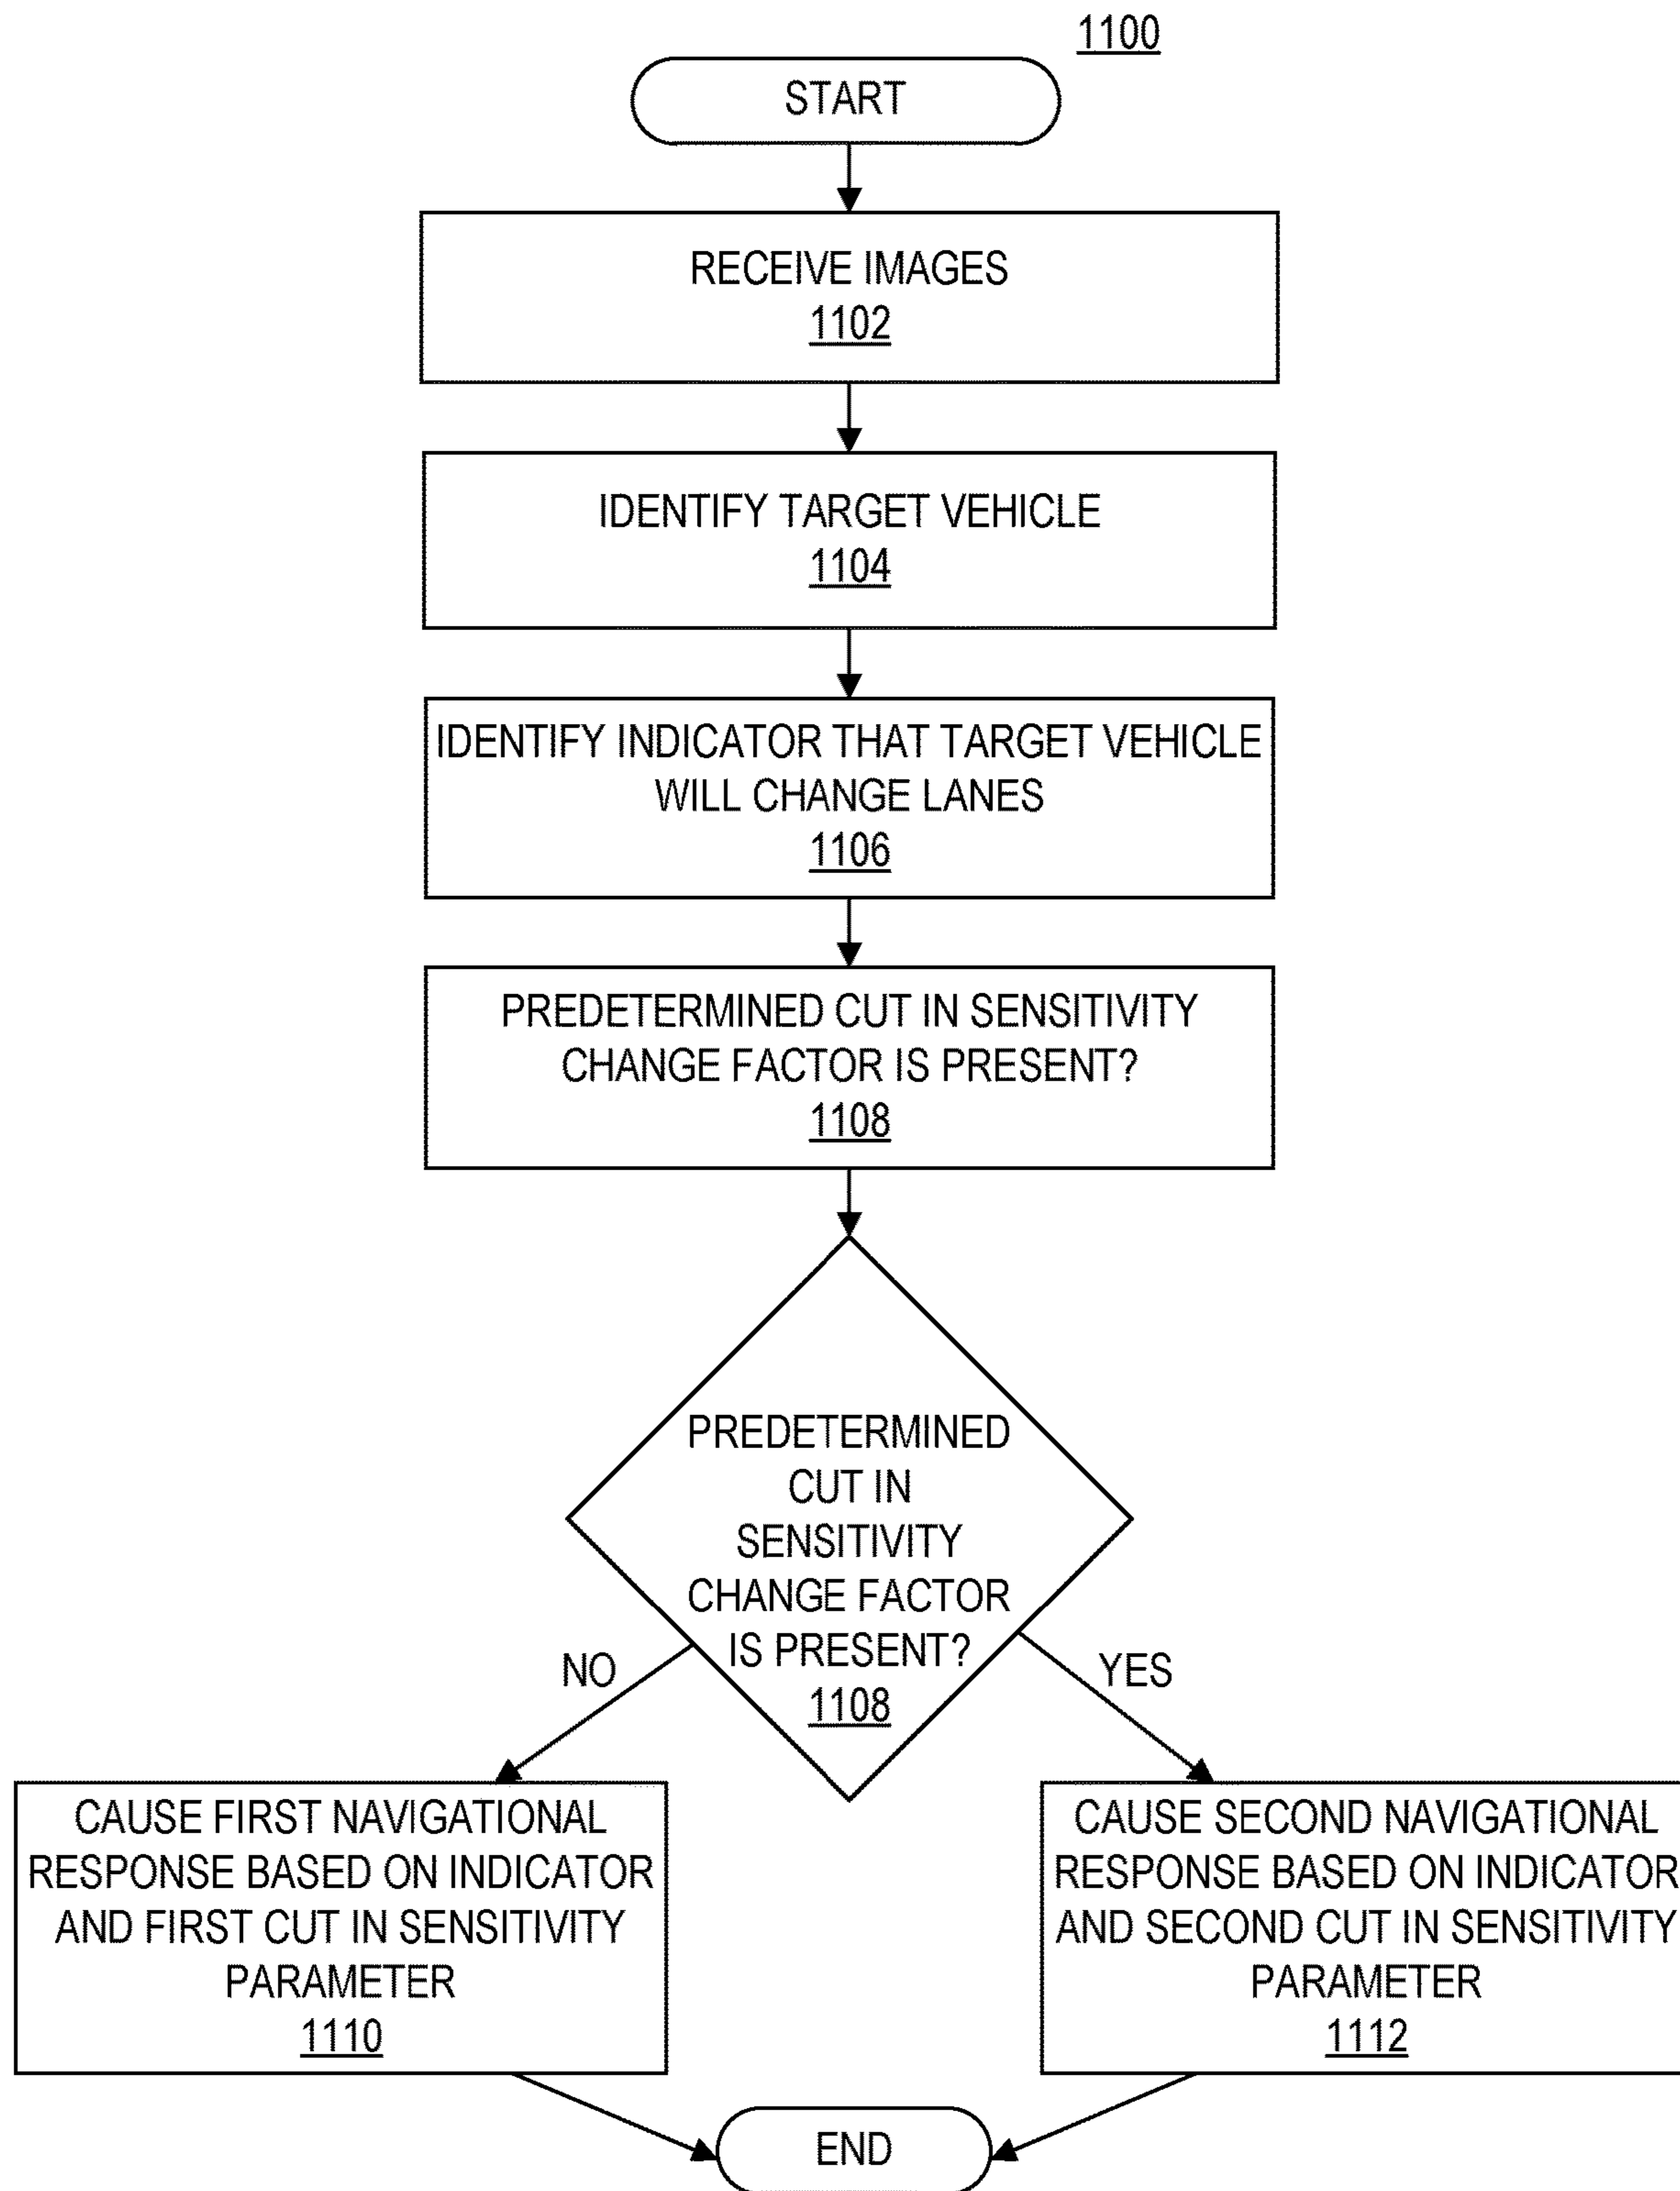 1100
START
RECEIVE IMAGES
1102
IDENTIFY TARGET VEHICLE
1104
IDENTIFY INDICATOR THAT TARGET VEHICLE
WILL CHANGE LANES
1106
PREDETERMINED CUT IN SENSITIVITY
CHANGE FACTOR IS PRESENT?
1108
PREDETERMINED
CUT IN
SENSITIVITY
CHANGE FACTOR
IS PRESENT?
1108
NO
YES
CAUSE FIRST NAVIGATIONAL
RESPONSE BASED ON INDICATOR
AND FIRST CUT IN SENSITIVITY
PARAMETER
1110
CAUSE SECOND NAVIGATIONAL
RESPONSE BASED ON INDICATOR
AND SECOND CUT IN SENSITIVITY
PARAMETER
1112
END